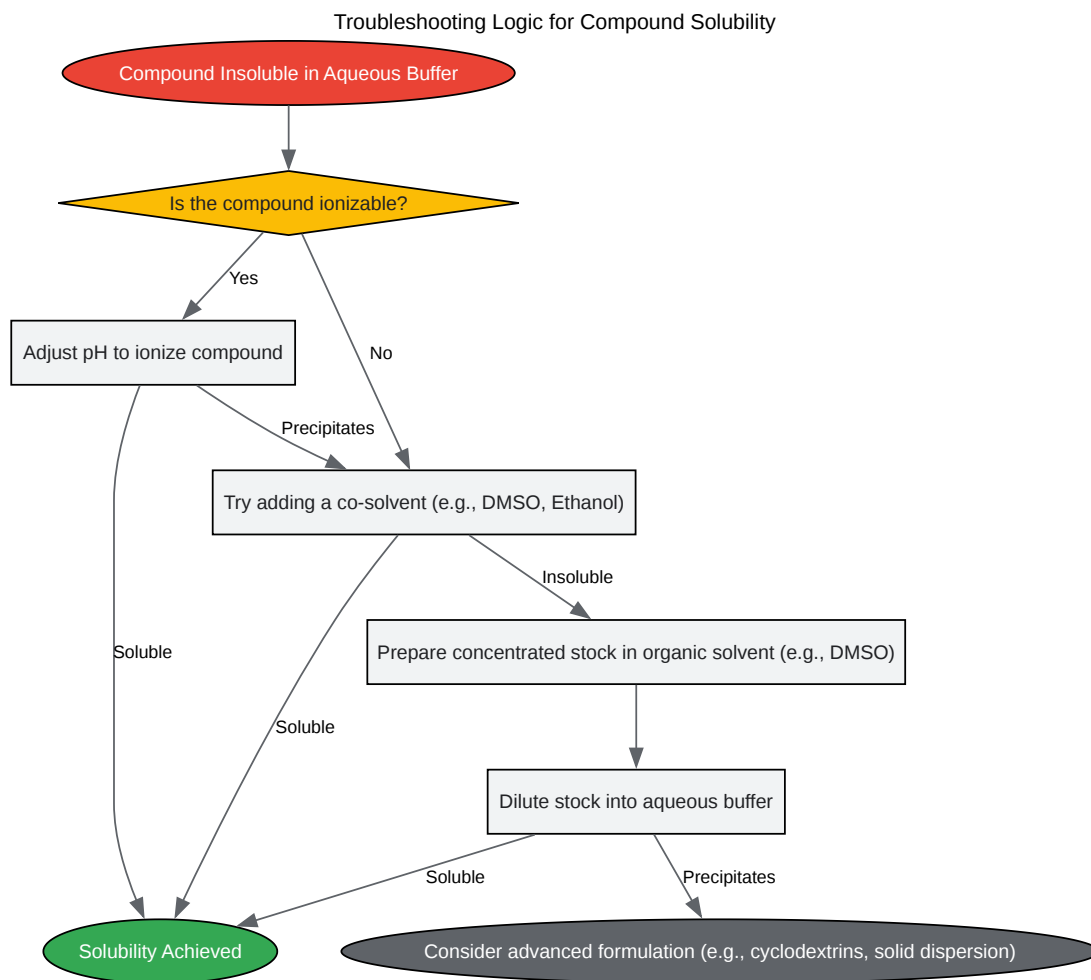 Troubleshooting Logic for Compound Solubility
Compound Insoluble in Aqueous Buffer
Is the compound ionizable?
Yes
Adjust pH to ionize compound
No
Precipitates
Try adding a co-solvent (e.g., DMSO, Ethanol)
Insoluble
Soluble
Prepare concentrated stock in organic solvent (e.g., DMSO)
Soluble
Dilute stock into aqueous buffer
Soluble
Precipitates
Solubility Achieved
Consider advanced formulation (e.g., cyclodextrins, solid dispersion)